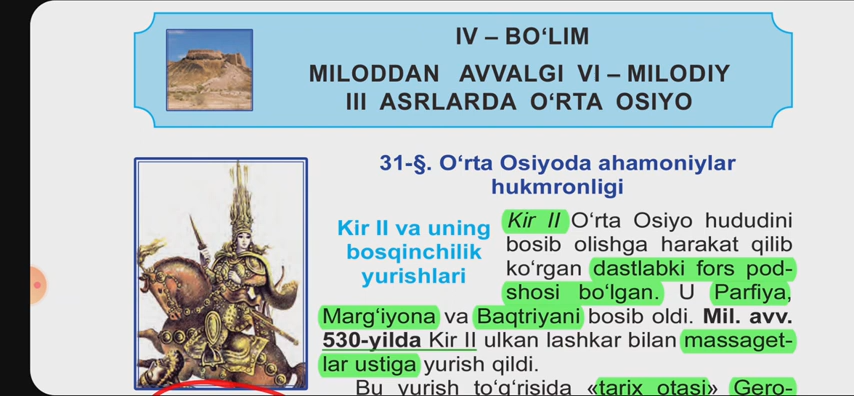 IV – BO‘LIM
MILODDAN AVVALGI VI – MILODIY
III ASRLARDA O‘RTA OSIYO
31-§. O‘rta Osiyoda ahamoniylar
hukmronligi
Kir II va uning
bosqinchilik
yurishlari
Kir II O‘rta Osiyo hududini
bosib olishga harakat qilib
ko‘rgan dastlabki fors pod-
shosi bo‘lgan. U Parfiya,
Marg‘iyona va Baqtriyani bosib oldi. Mil. avv.
530-yilda Kir II ulkan lashkar bilan massaget-
lar ustiga yurish qildi.
Bu yurish to‘g‘risida «tarix otasi» Gero-